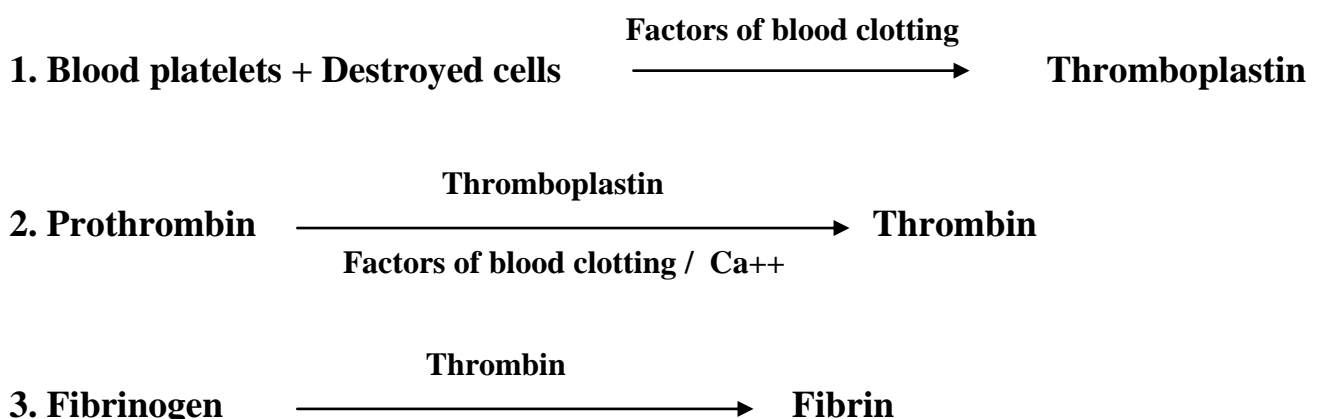 Factors of blood clotting
1. Blood platelets + Destroyed cells Thromboplastin
Thromboplastin
2. Prothrombin Thrombin
Factors of blood clotting / Ca++
Thrombin
3. Fibrinogen Fibrin